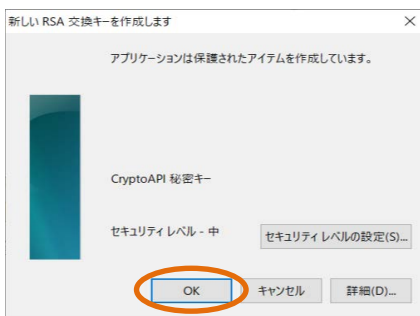 新しい RSA 交換キーを作成します
アプリケーションは保護されたアイテムを作成しています。
CryptoAPI 秘密キー
セキュリティ レベル - 中
セキュリティ レベルの設定(S)...
OK
キャンセル
詳細(D)...